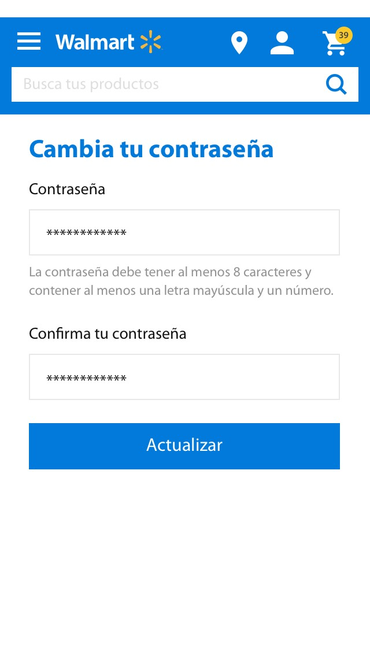 Walmart
39
Busca tus productos
Cambia tu contraseña
Contraseña
************
La contraseña debe tener al menos 8 caracteres y
contener al menos una letra mayúscula y un número.
Confirma tu contraseña
************
Actualizar